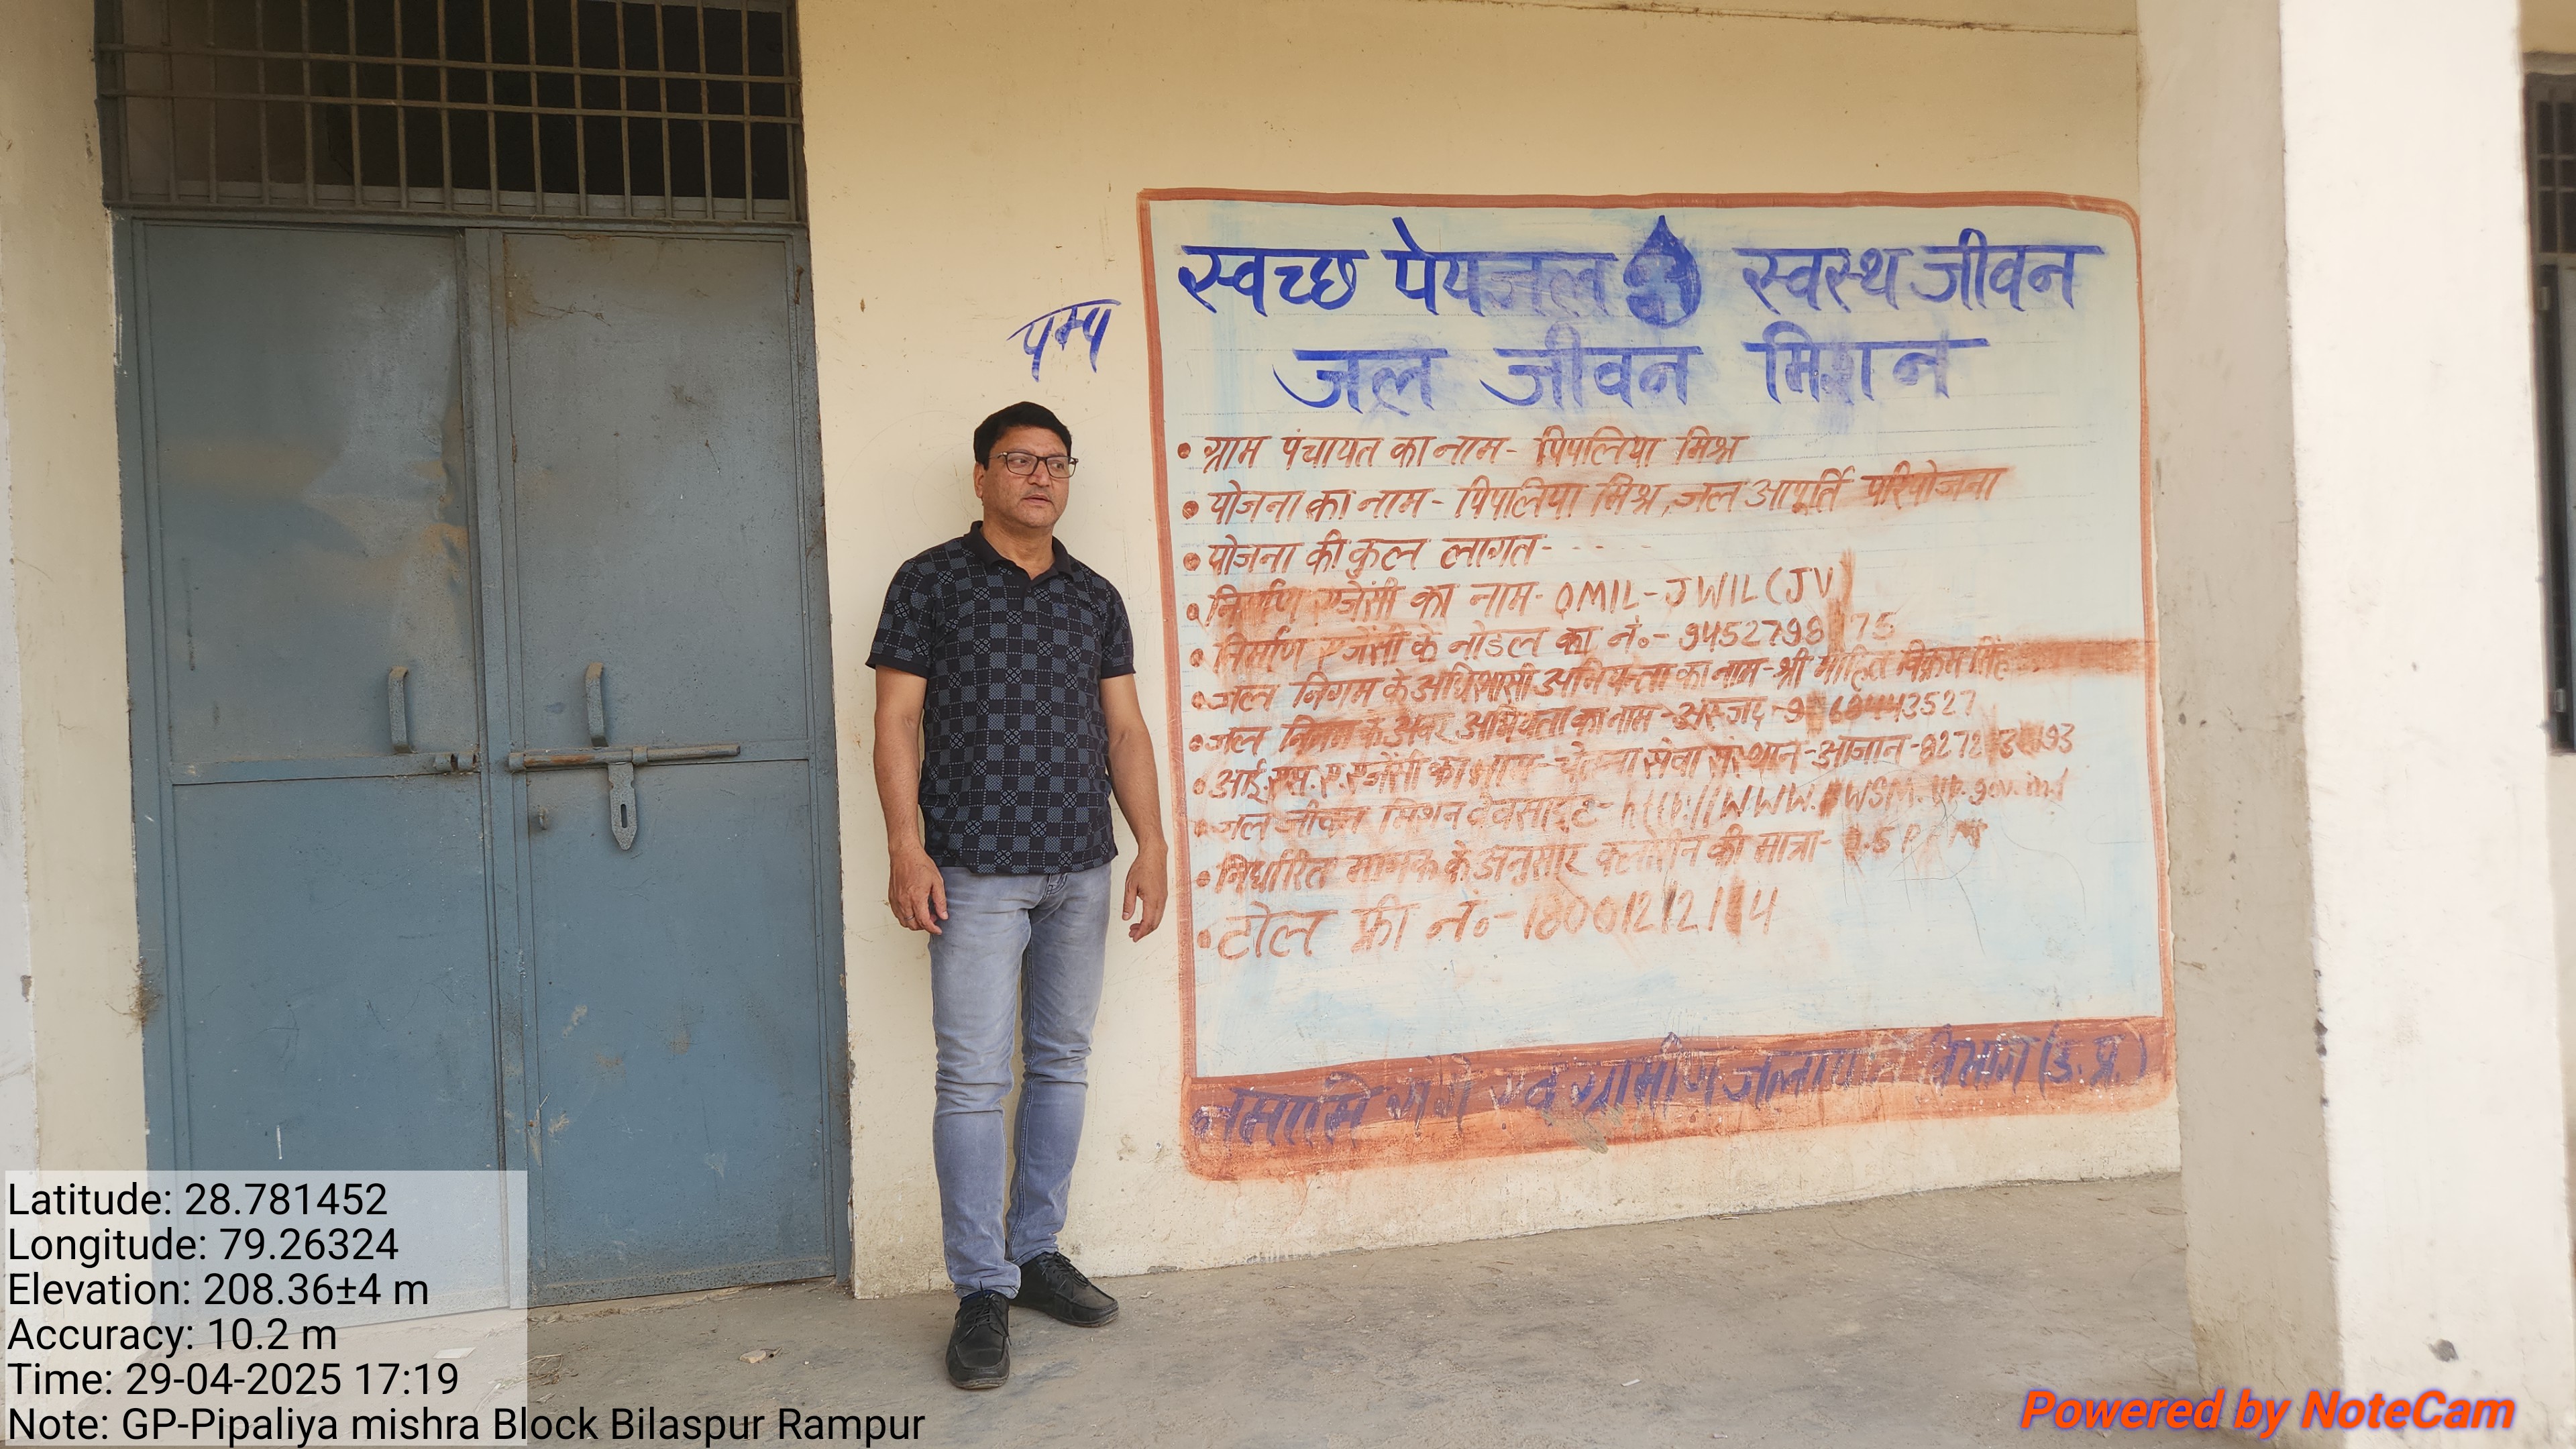 स्वच्छ पेयजल स्वस्थ जीवन
जल जीवन मिशन
पम्प
• ग्राम पंचायत का नाम - पिपलिया मिश्र
• योजना का नाम - पिपलिया मिश्र, जल आपूर्ति परियोजना
• योजना की कुल लागत - - - -
• निर्माण एजेंसी का नाम - QMIL - JWIL (JV)
• निर्माण एजेंसी के नोडल का नं०-
• जल निगम के अधिशासी अभियन्ता का नाम - श्री मोहित विक्रम सिंह
• जल निगम के अवर अभियंता का नाम -
• आई.एस.ए. एजेंसी का नाम - चेतना सेवा संस्थान -
• जल जीवन मिशन वेबसाइट -
• निर्धारित मानक के अनुसार क्लोरीन की मात्रा -
• टोल फ्री नं०-
नमामि गंगे एवं ग्रामीण जलापूर्ति विभाग (उ. प्र.)
Latitude: 28.781452
Longitude: 79.26324
Elevation: 208.36±4 m
Accuracy: 10.2 m
Time: 29-04-2025 17:19
Note: GP-Pipaliya mishra Block Bilaspur Rampur
Powered by NoteCam